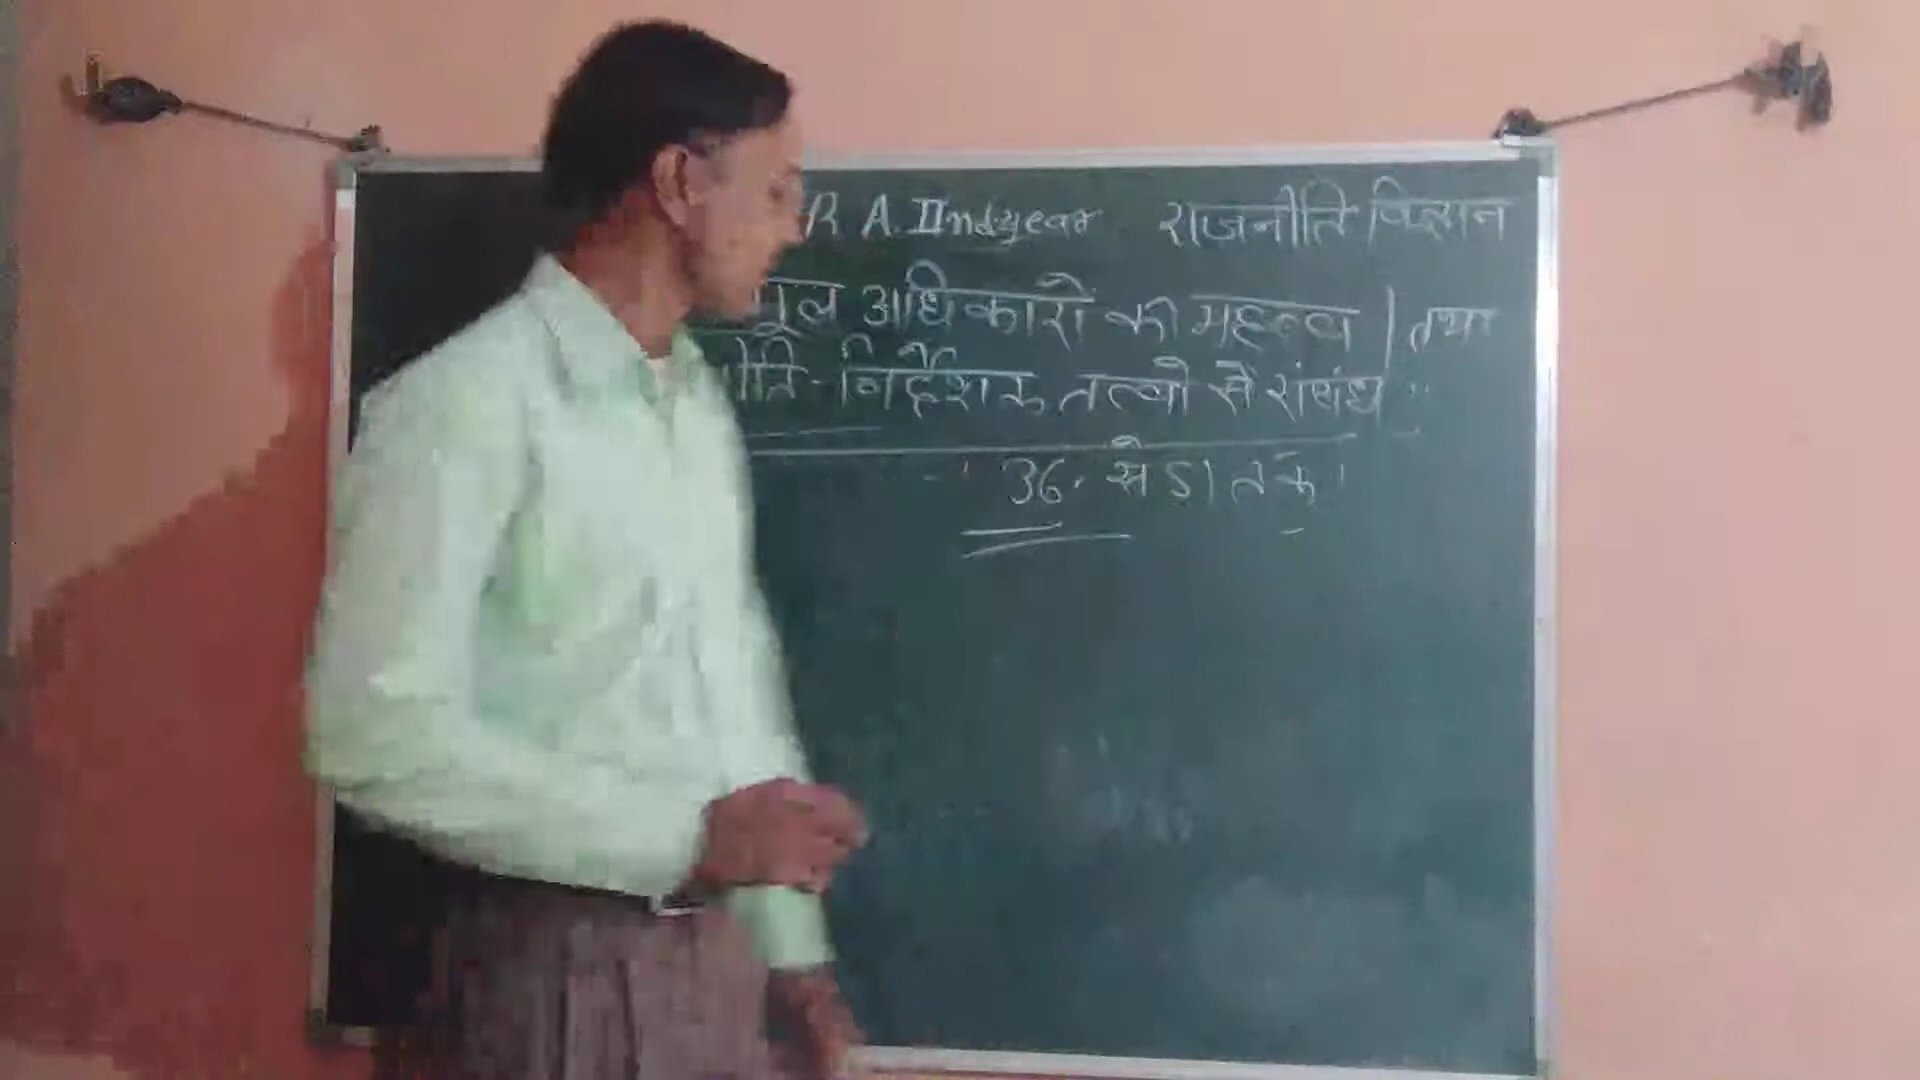 A. IInd year राजनीति विज्ञान
मूल अधिकारों का महत्व । तथा
नीति-निर्देशक तत्वों से संबंध
36. से 51 तक।